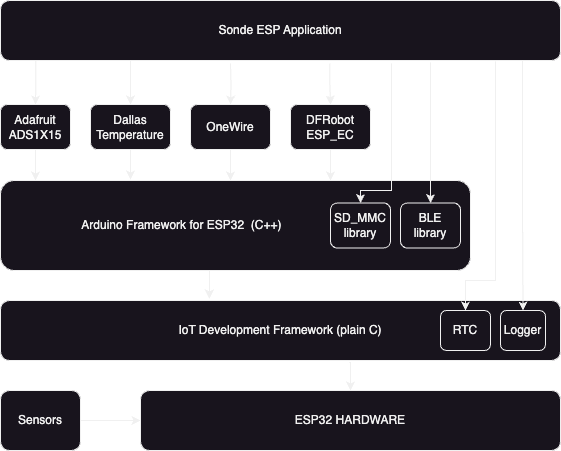 Sonde ESP Application
Adafruit
ADS1X15
Dallas
Temperature
OneWire
DFRobot
ESP_EC
Arduino Framework for ESP32 (C++)
SD_MMC
library
BLE
library
IoT Development Framework (plain C)
RTC
Logger
Sensors
ESP32 HARDWARE